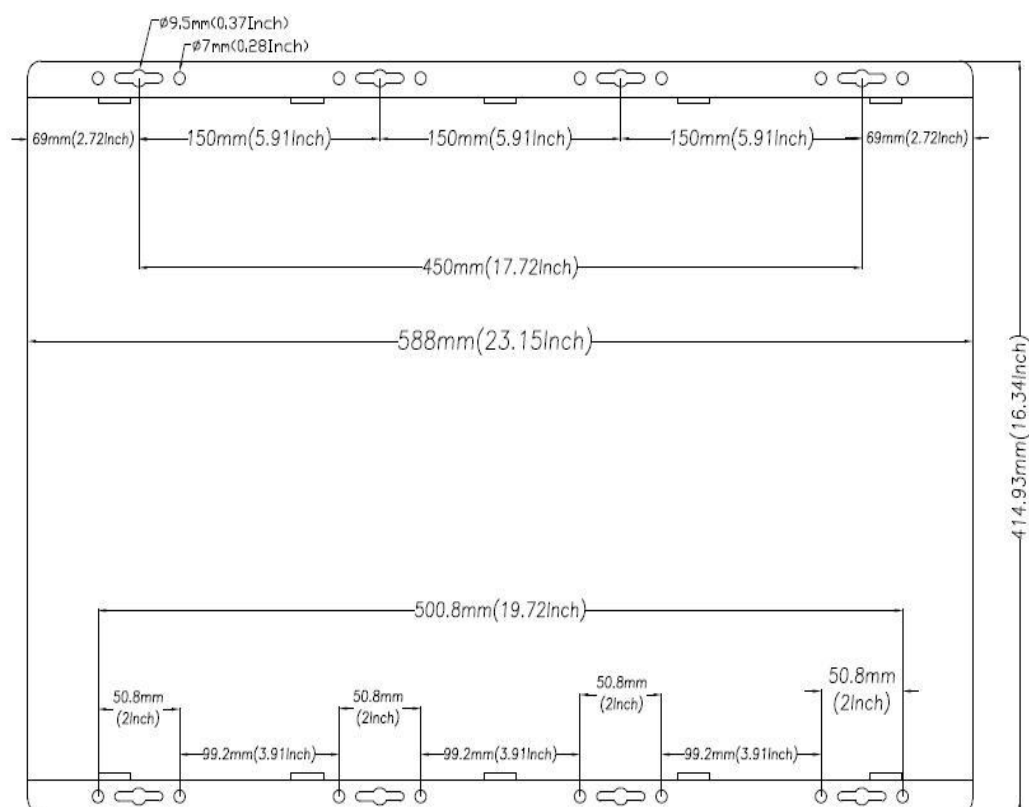 ø9.5mm(0.37Inch)
ø7mm(0.28Inch)
69mm(2.72Inch)
150mm(5.91Inch)
150mm(5.91Inch)
150mm(5.91Inch)
69mm(2.72Inch)
450mm(17.72Inch)
588mm(23.15Inch)
414.93mm(16.34Inch)
500.8mm(19.72Inch)
50.8mm
(2Inch)
50.8mm
(2Inch)
50.8mm
(2Inch)
50.8mm
(2Inch)
99.2mm(3.91Inch)
99.2mm(3.91Inch)
99.2mm(3.91Inch)